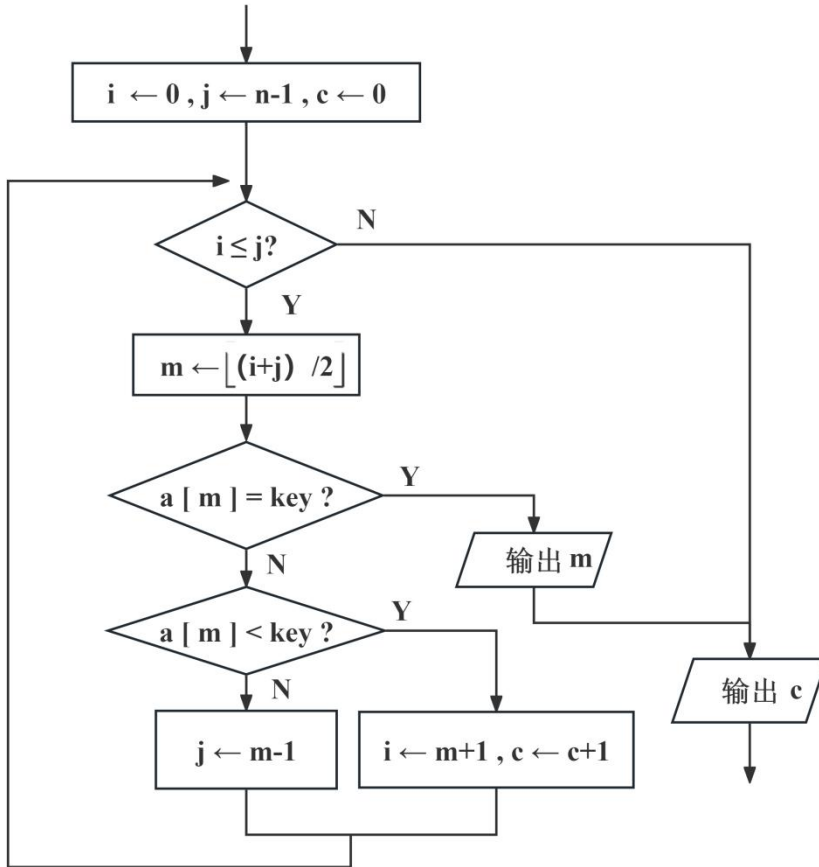 i ← 0 , j ← n-1 , c ← 0
i ≤ j?
N
Y
m ← ⌊(i+j) /2⌋
a [ m ] = key ?
Y
输出 m
N
a [ m ] < key ?
Y
N
输出 c
j ← m-1
i ← m+1 , c ← c+1